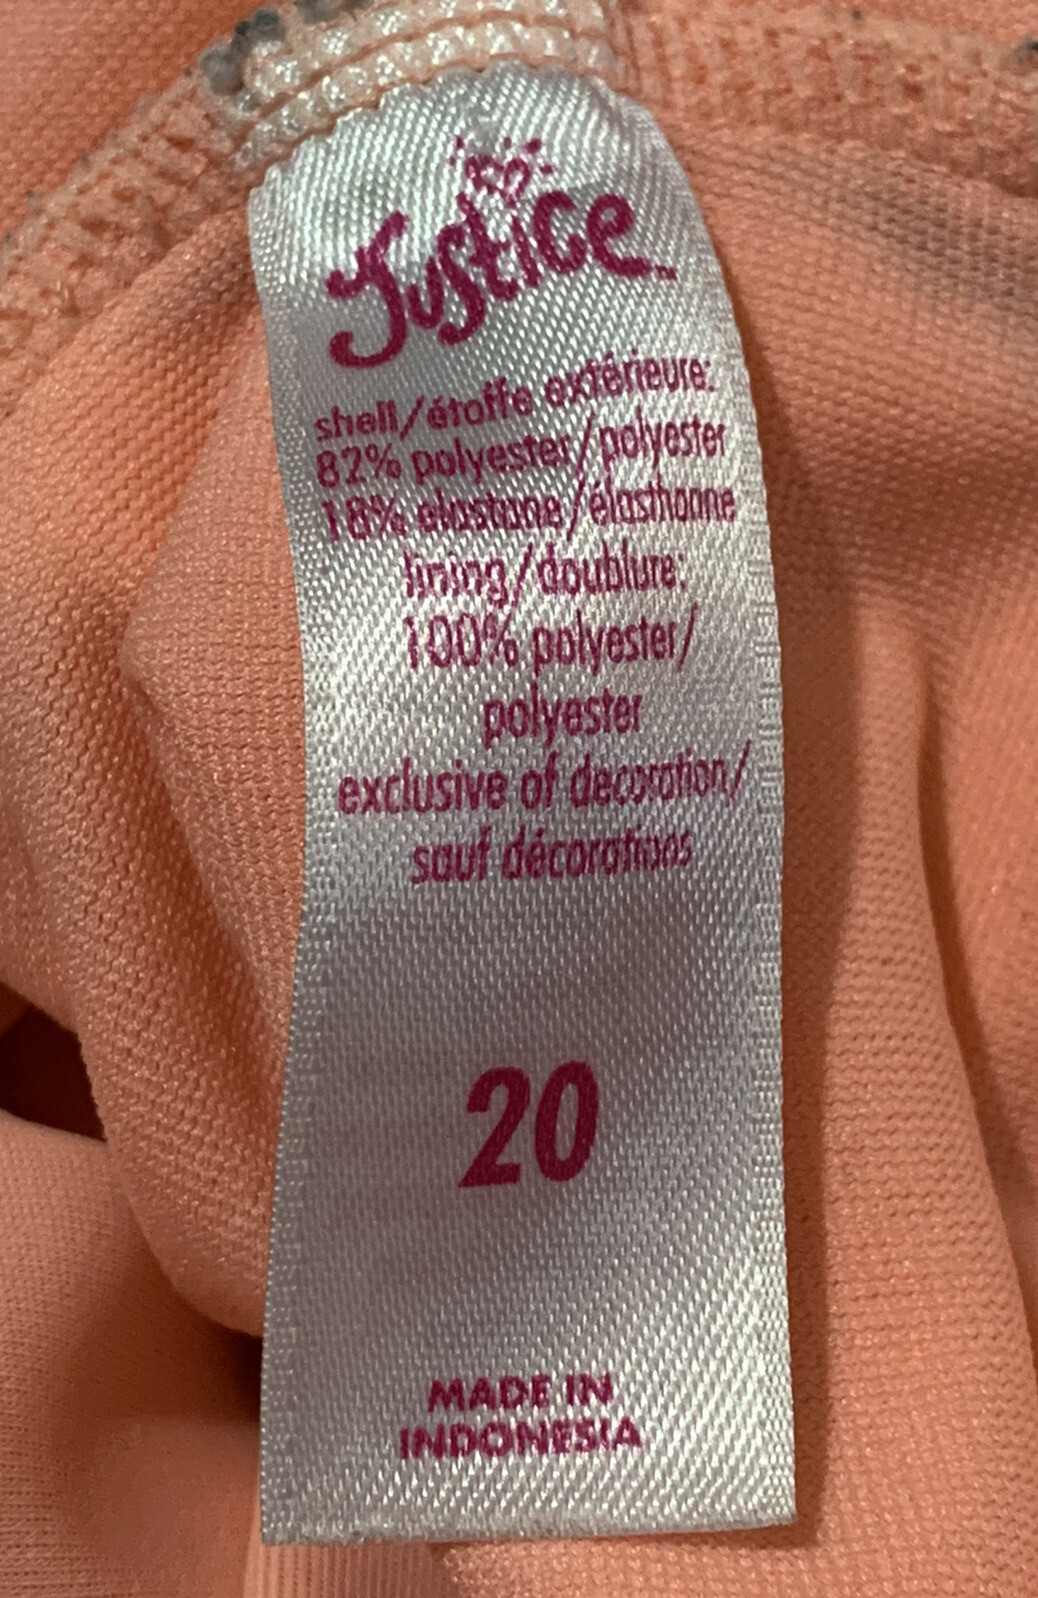 Justice
shell/étoffe extérieure:
82% polyester/polyester
18% elastane/élasthanne
lining/doublure:
100% polyester/
polyester
exclusive of decoration/
sauf décorations
20
MADE IN
INDONESIA